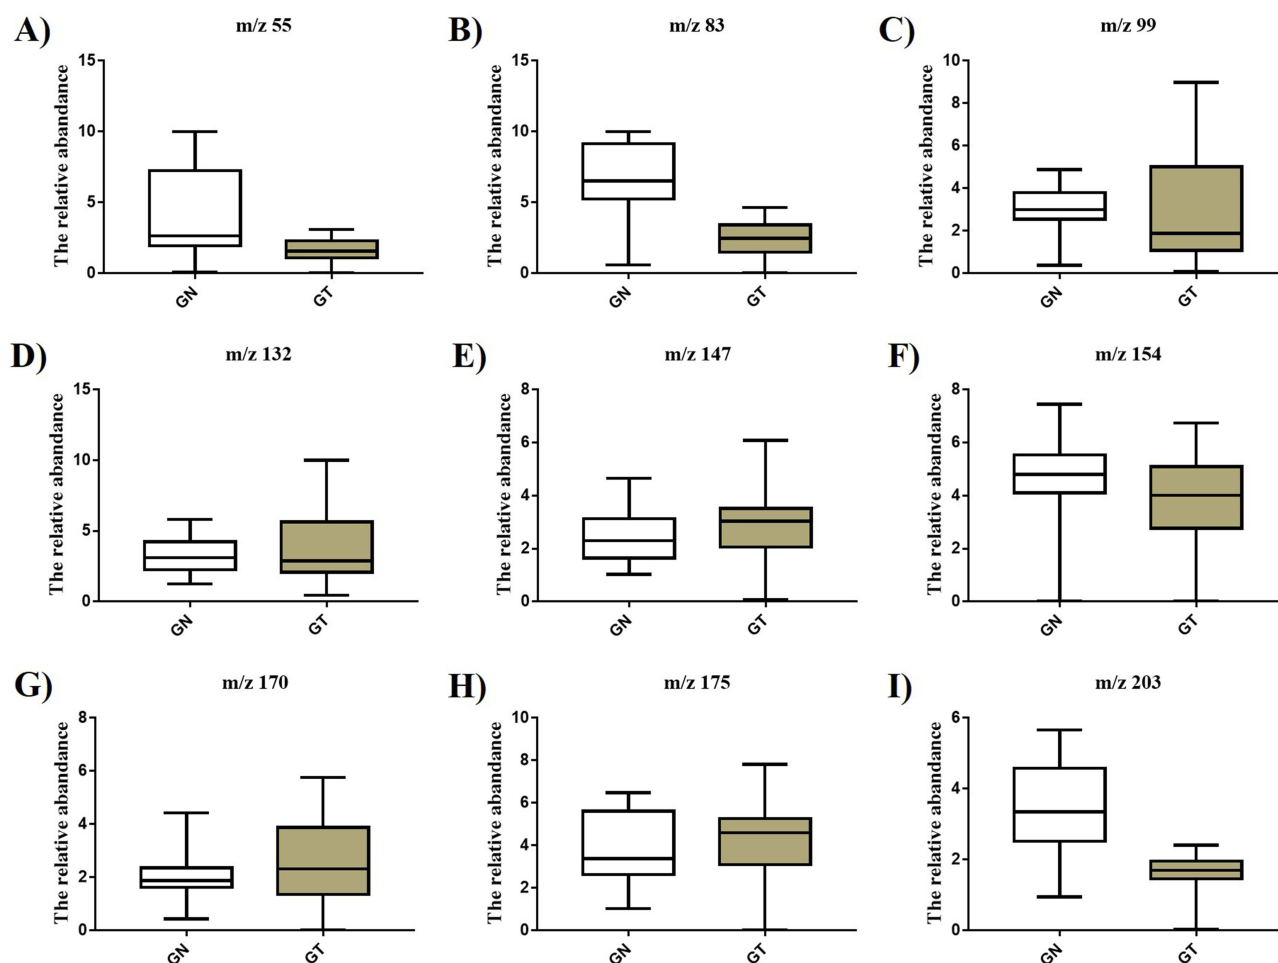 A) m/z 55
The relative abandance
15
10
5
0
GN GT
B) m/z 83
The relative abandance
15
10
5
0
GN GT
C) m/z 99
The relative abandance
10
8
6
4
2
0
GN GT
D) m/z 132
The relative abandance
15
10
5
0
GN GT
E) m/z 147
The relative abandance
8
6
4
2
0
GN GT
F) m/z 154
The relative abandance
8
6
4
2
0
GN GT
G) m/z 170
The relative abandance
8
6
4
2
0
GN GT
H) m/z 175
The relative abandance
10
8
6
4
2
0
GN GT
I) m/z 203
The relative abandance
6
4
2
0
GN GT